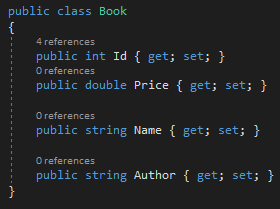 public class Book
{
4 references
public int Id { get; set; }
0 references
public double Price { get; set; }
0 references
public string Name { get; set; }
0 references
public string Author { get; set; }
}